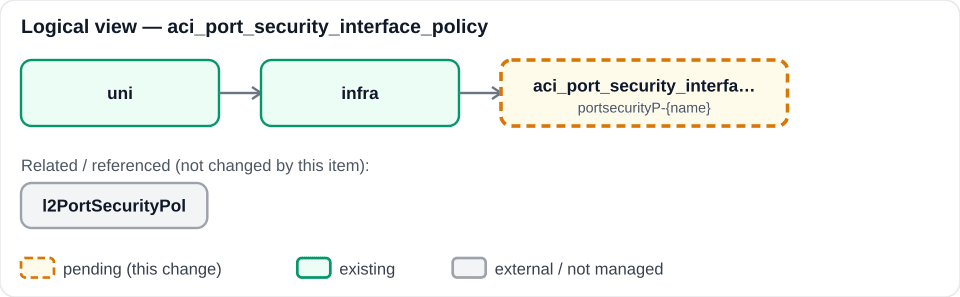 Logical view — aci_port_security_interface_policy
uni
infra
aci_port_security_interfa…
portsecurityP-{name}
Related / referenced (not changed by this item):
l2PortSecurityPol
pending (this change)
existing
external / not managed